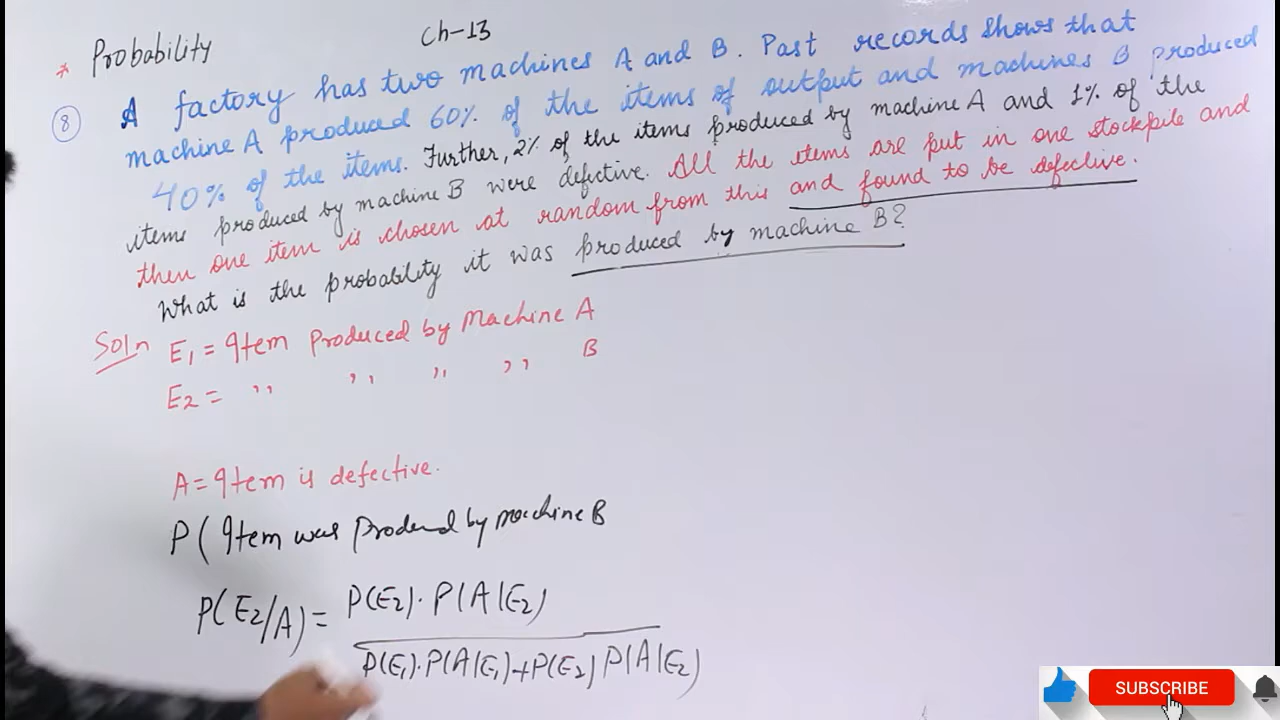 * Probability
Ch-13
8 A factory has two machines A and B. Past records shows that
machine A produced 60% of the items of output and machines B produced
40% of the items. Further, 2% of the items produced by machine A and 1% of the
items produced by machine B were defective. All the items are put in one stockpile and
then one item is chosen at random from this and found to be defective.
What is the probability it was produced by machine B?
Soln E1 = Item Produced by Machine A
E2 = ,, ,, ,, ,, B
A = Item is defective.
P( Item was Produced by machine B
P(E2/A) = P(E2). P(A|E2)
P(E1).P(A|E1)+P(E2) P(A|E2)
SUBSCRIBE